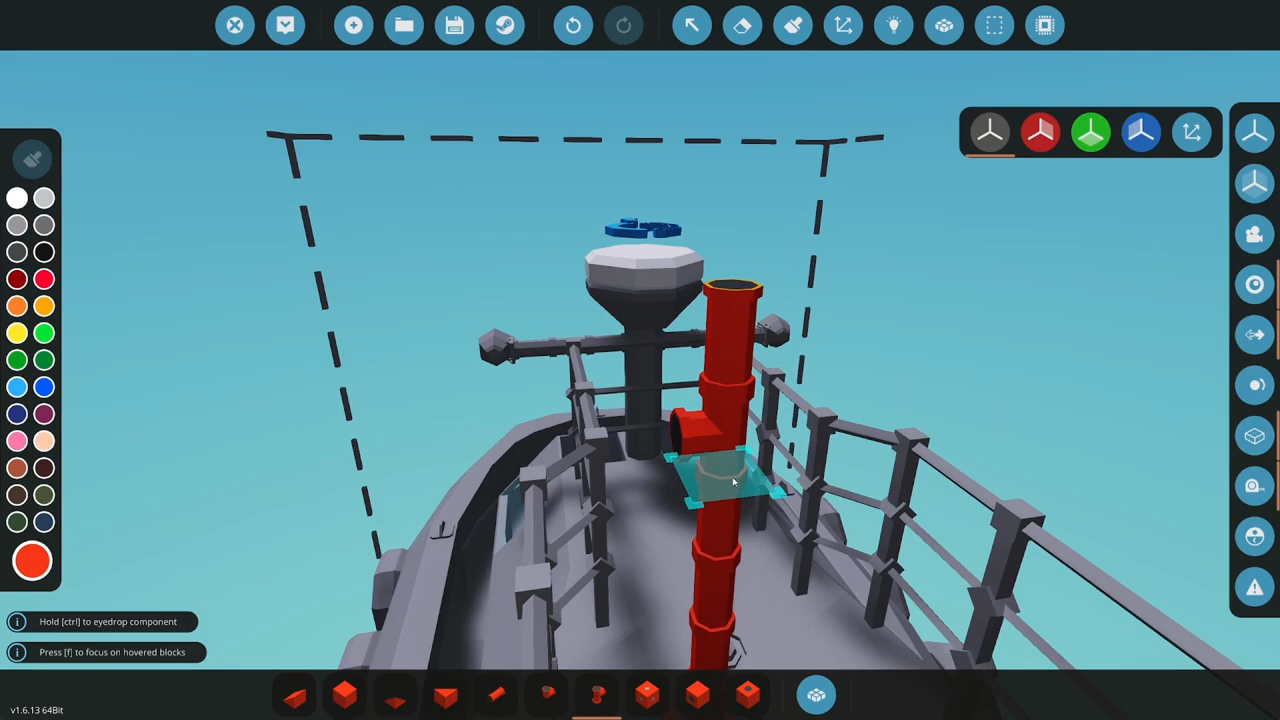 Hold [ctrl] to eyedrop component
Press [f] to focus on hovered blocks
v1.6.13 64Bit